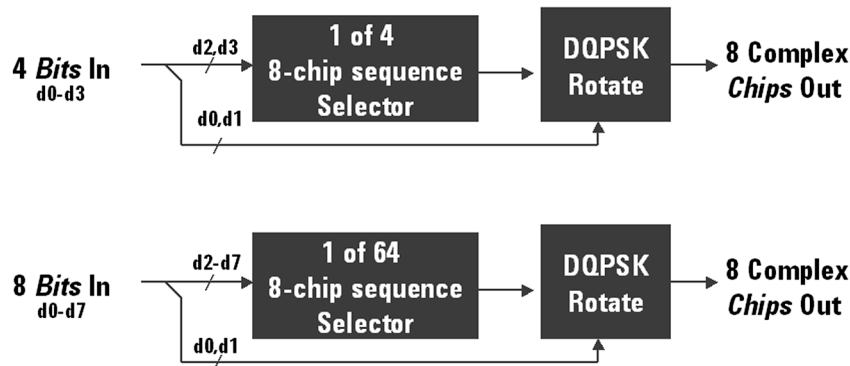 4 Bits In
d0-d3
d2,d3
d0,d1
1 of 4
8-chip sequence
Selector
DQPSK
Rotate
8 Complex
Chips Out
8 Bits In
d0-d7
d2-d7
d0,d1
1 of 64
8-chip sequence
Selector
DQPSK
Rotate
8 Complex
Chips Out